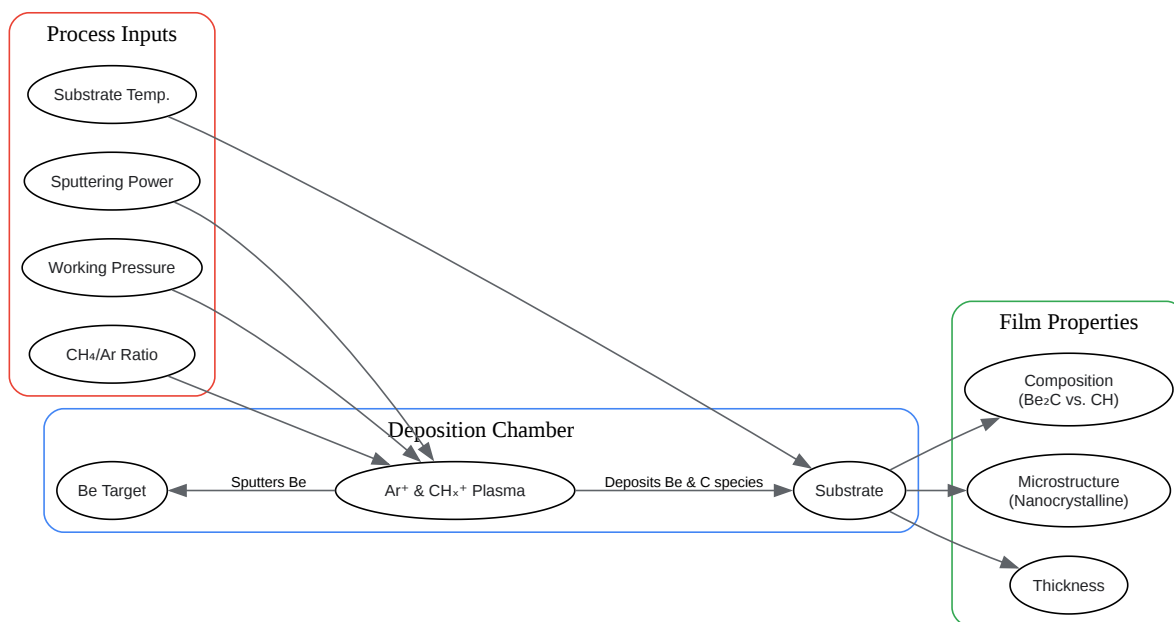 Process Inputs
Substrate Temp.
Sputtering Power
Working Pressure
CH₄/Ar Ratio
Deposition Chamber
Be Target
Sputters Be
Ar⁺ & CHₓ⁺ Plasma
Deposits Be & C species
Substrate
Film Properties
Composition
(Be₂C vs. CH)
Microstructure
(Nanocrystalline)
Thickness